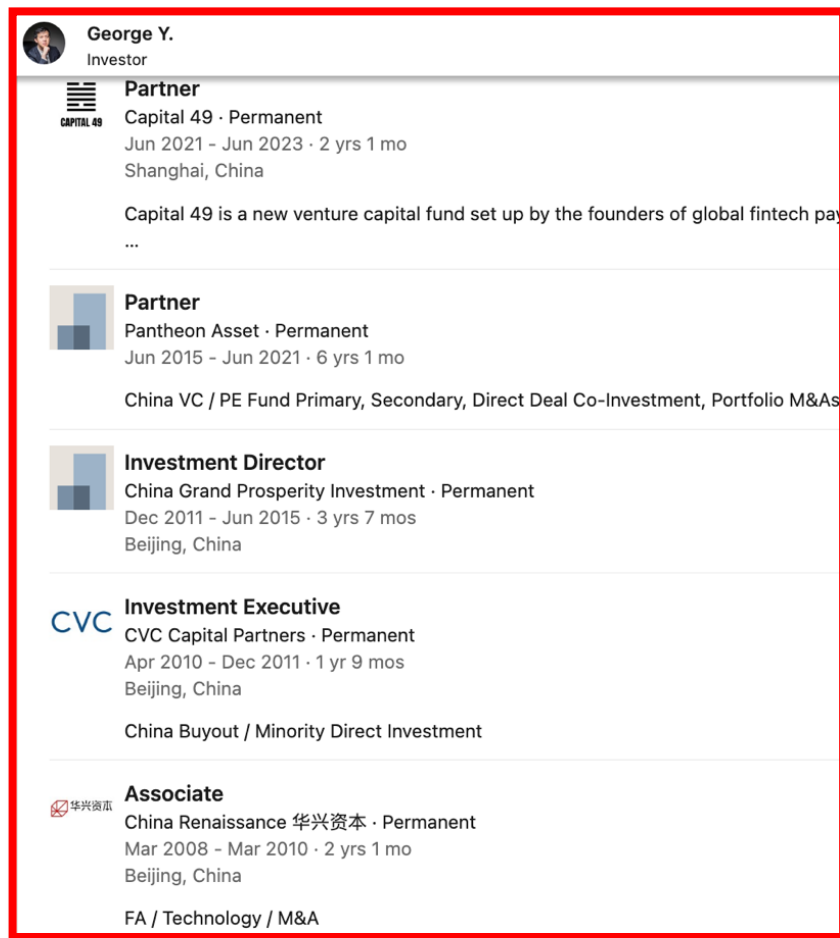 George Y.
Investor
Partner
CAPITAL 49
Capital 49 · Permanent
Jun 2021 - Jun 2023 · 2 yrs 1 mo
Shanghai, China
Capital 49 is a new venture capital fund set up by the founders of global fintech pay
...
Partner
Pantheon Asset · Permanent
Jun 2015 - Jun 2021 · 6 yrs 1 mo
China VC / PE Fund Primary, Secondary, Direct Deal Co-Investment, Portfolio M&As
Investment Director
China Grand Prosperity Investment · Permanent
Dec 2011 - Jun 2015 · 3 yrs 7 mos
Beijing, China
CVC
Investment Executive
CVC Capital Partners · Permanent
Apr 2010 - Dec 2011 · 1 yr 9 mos
Beijing, China
China Buyout / Minority Direct Investment
Associate
华兴资本
China Renaissance 华兴资本 · Permanent
Mar 2008 - Mar 2010 · 2 yrs 1 mo
Beijing, China
FA / Technology / M&A